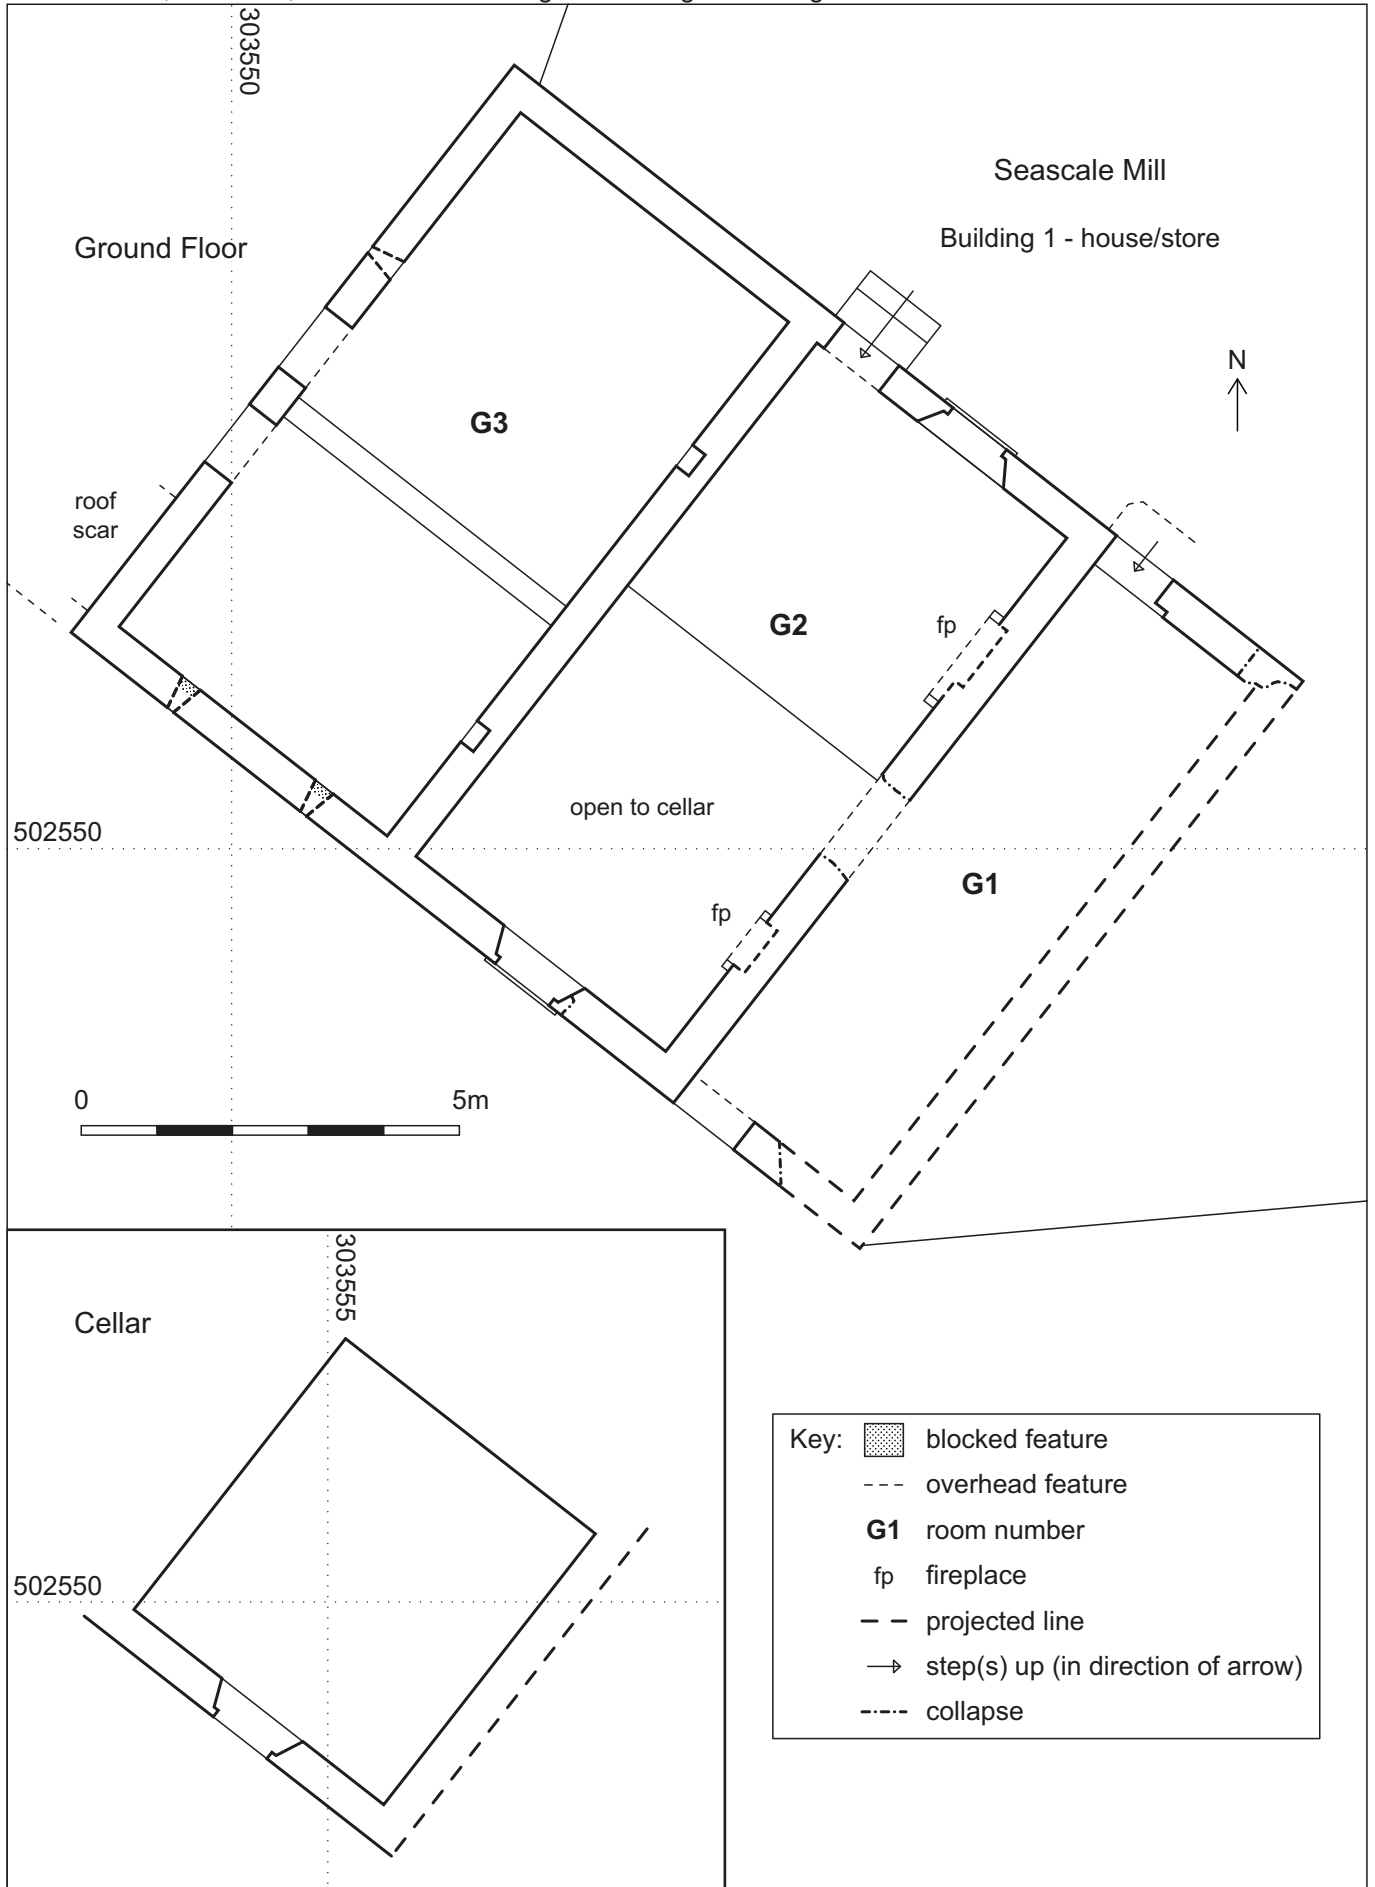 303550
Seascale Mill
Ground Floor
Building 1 - house/store
N
G3
roof
scar
G2
fp
open to cellar
502550
G1
fp
0 5m
303555
Cellar
502550
Key:
blocked feature
overhead feature
G1 room number
fp fireplace
projected line
step(s) up (in direction of arrow)
collapse